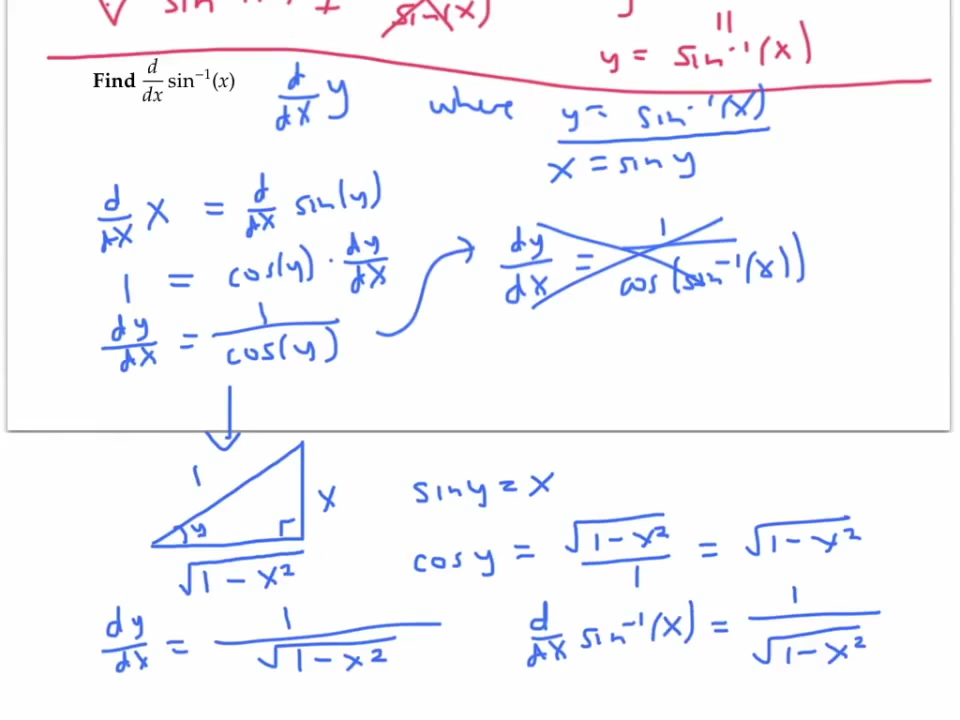 sin
sin(x)
y = sin⁻¹(x)
Find d/dx sin⁻¹(x)
d/dx y where y = sin⁻¹(x)
x = sin y
d/dx x = d/dx sin(y)
1 = cos(y) · dy/dx
dy/dx = 1/cos(y)
dy/dx = 1/cos(sin⁻¹(x))
1
x
y
√1-x²
sin y = x
cos y = √1-x²/1 = √1-x²
dy/dx = 1/√1-x²
d/dx sin⁻¹(x) = 1/√1-x²